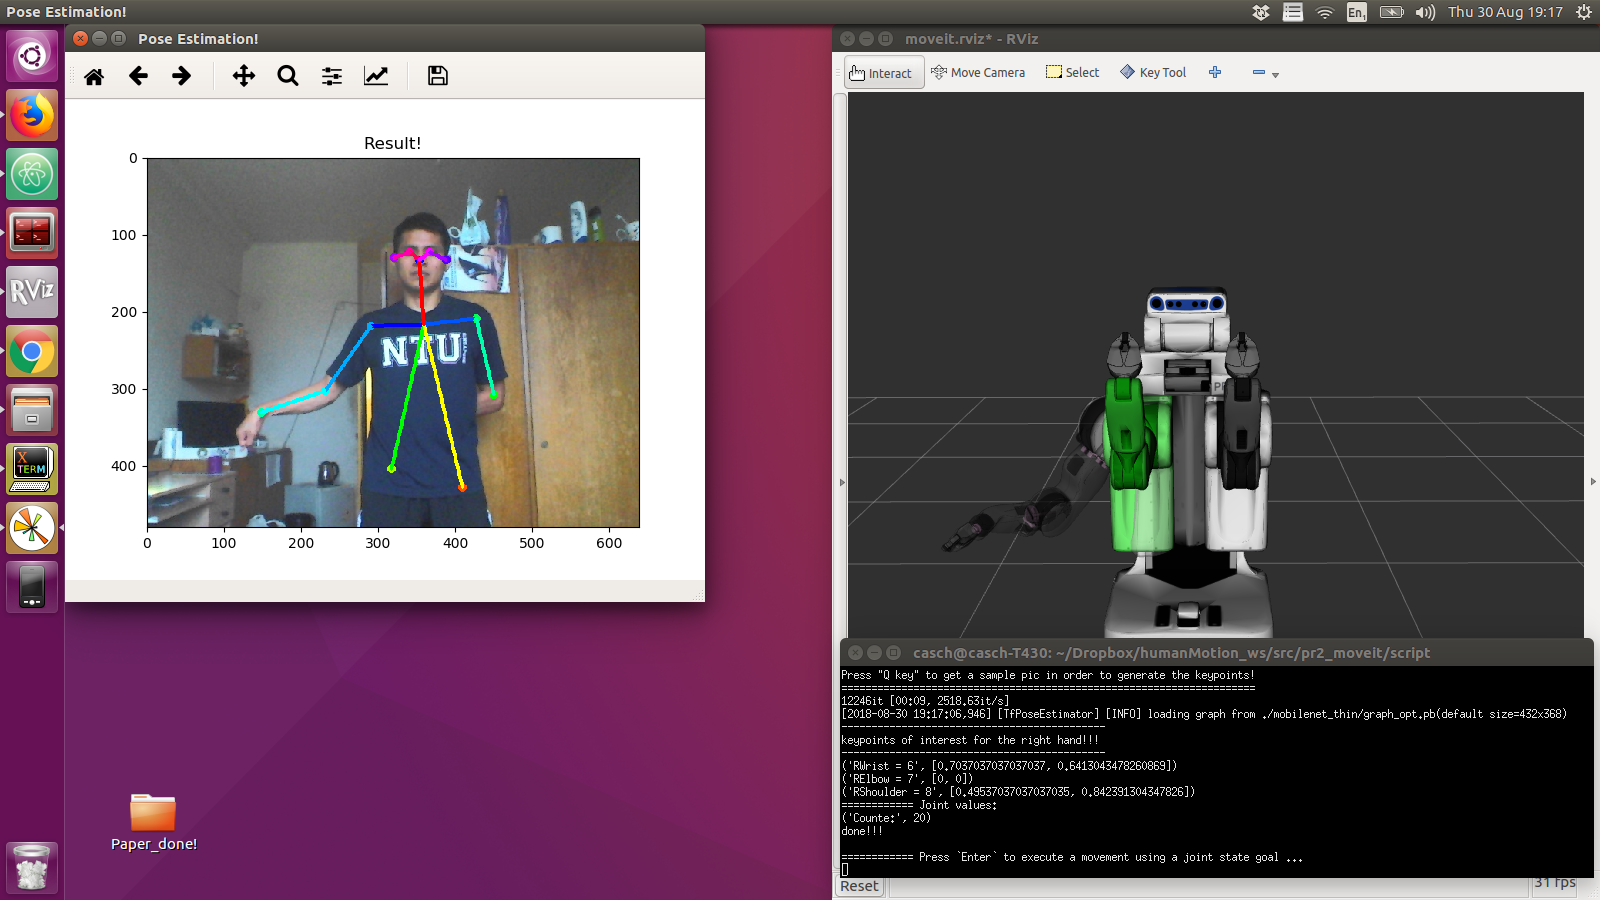 Pose Estimation!
En1
Thu 30 Aug 19:17
Pose Estimation!
Result!
0
100
200
300
400
0 100 200 300 400 500 600
NTU
RViz
X
TERM
Paper_done!
moveit.rviz* - RViz
Interact Move Camera Select Key Tool
PR
casch@casch-T430: ~/Dropbox/humanMotion_ws/src/pr2_moveit/script
Press "Q key" to get a sample pic in order to generate the keypoints!
=====================================================================
12246it [00:09, 2518.63it/s]
[2018-08-30 19:17:06,946] [TfPoseEstimator] [INFO] loading graph from ./mobilenet_thin/graph_opt.pb(default size=432x368)
--------------------------------------------
keypoints of interest for the right hand!!!
--------------------------------------------
('RWrist = 6', [0.7037037037037037, 0.6413043478260869])
('RElbow = 7', [0, 0])
('RShoulder = 8', [0.49537037037037035, 0.842391304347826])
============ Joint values:
('Counte:', 20)
done!!!
============ Press `Enter` to execute a movement using a joint state goal ...
Reset
31 fps